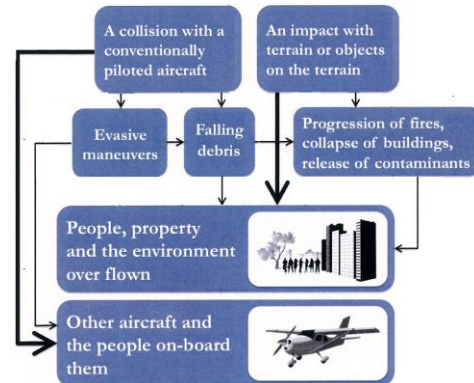 A collision with a
conventionally
piloted aircraft
An impact with
terrain or objects
on the terrain
Evasive
maneuvers
Falling
debris
Progression of fires,
collapse of buildings,
release of contaminants
People, property
and the environment
over flown
Other aircraft and
the people on-board
them